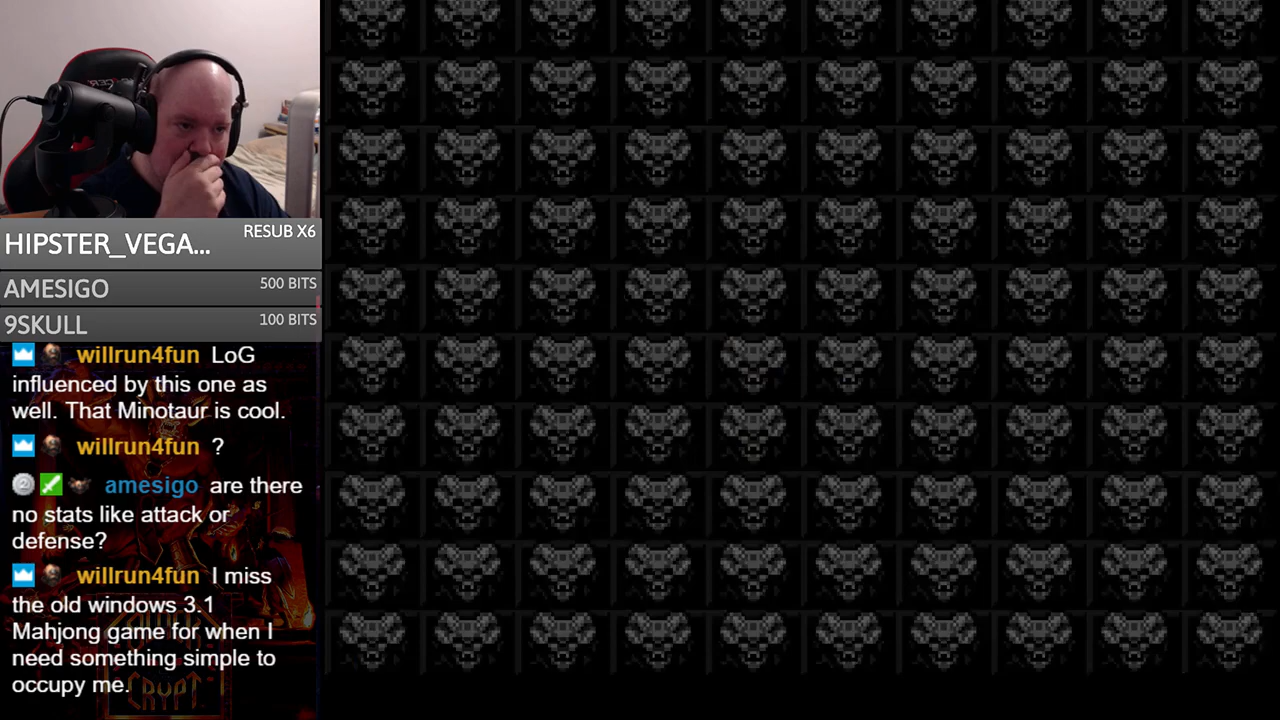 HIPSTER_VEGA... RESUB X6
AMESIGO 500 BITS
9SKULL 100 BITS
willrun4fun LoG
influenced by this one as
well. That Minotaur is cool.
willrun4fun ?
2 amesigo are there
no stats like attack or
defense?
willrun4fun I miss
the old windows 3.1
Mahjong game for when I
need something simple to
occupy me.
CRYPT